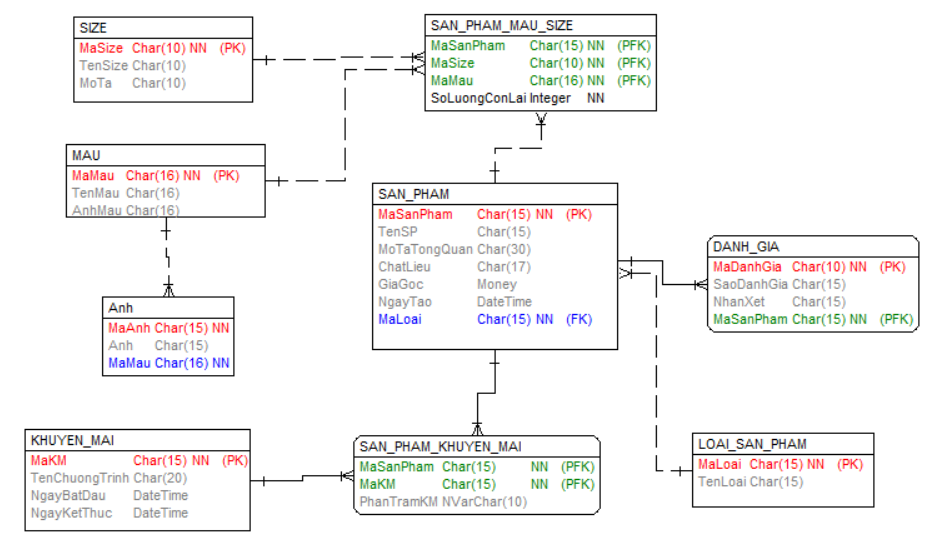 SIZE
MaSize Char(10) NN (PK)
TenSize Char(10)
MoTa Char(10)
SAN_PHAM_MAU_SIZE
MaSanPham Char(15) NN (PFK)
MaSize Char(10) NN (PFK)
MaMau Char(16) NN (PFK)
SoLuongConLai Integer NN
MAU
MaMau Char(16) NN (PK)
TenMau Char(16)
AnhMau Char(16)
SAN_PHAM
MaSanPham Char(15) NN (PK)
TenSP Char(15)
MoTaTongQuan Char(30)
ChatLieu Char(17)
GiaGoc Money
NgayTao DateTime
MaLoai Char(15) NN (FK)
DANH_GIA
MaDanhGia Char(10) NN (PK)
SaoDanhGia Char(15)
NhanXet Char(15)
MaSanPham Char(15) NN (PFK)
Anh
MaAnh Char(15) NN
Anh Char(15)
MaMau Char(16) NN
KHUYEN_MAI
MaKM Char(15) NN (PK)
TenChuongTrinh Char(20)
NgayBatDau DateTime
NgayKetThuc DateTime
SAN_PHAM_KHUYEN_MAI
MaSanPham Char(15) NN (PFK)
MaKM Char(15) NN (PFK)
PhanTramKM NVarChar(10)
LOAI_SAN_PHAM
MaLoai Char(15) NN (PK)
TenLoai Char(15)